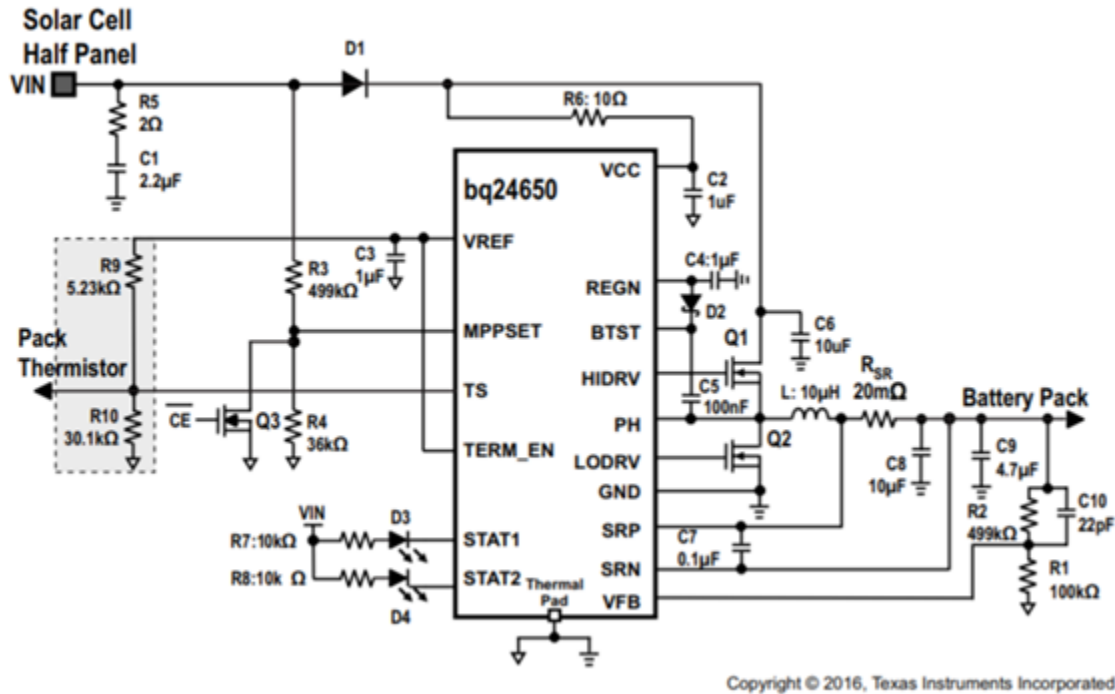 Solar Cell
Half Panel
VIN
D1
R5
2Ω
C1
2.2µF
R6: 10Ω
VCC
C2
1uF
bq24650
VREF
C3
1µF
R9
5.23kΩ
R3
499kΩ
C4:1µF
REGN
D2
BTST
MPPSET
Pack
Thermistor
Q1
C6
10uF
HIDRV
RSR
20mΩ
TS
C5
100nF
L: 10µH
Battery Pack
R10
30.1kΩ
CE
Q3
R4
36kΩ
PH
Q2
LODRV
C8
10µF
C9
4.7µF
C10
22pF
TERM_EN
GND
R2
499kΩ
VIN
D3
R7:10kΩ
STAT1
SRP
C7
0.1µF
R8:10k Ω
STAT2
D4
Thermal
Pad
SRN
R1
100kΩ
VFB
Copyright © 2016, Texas Instruments Incorporated